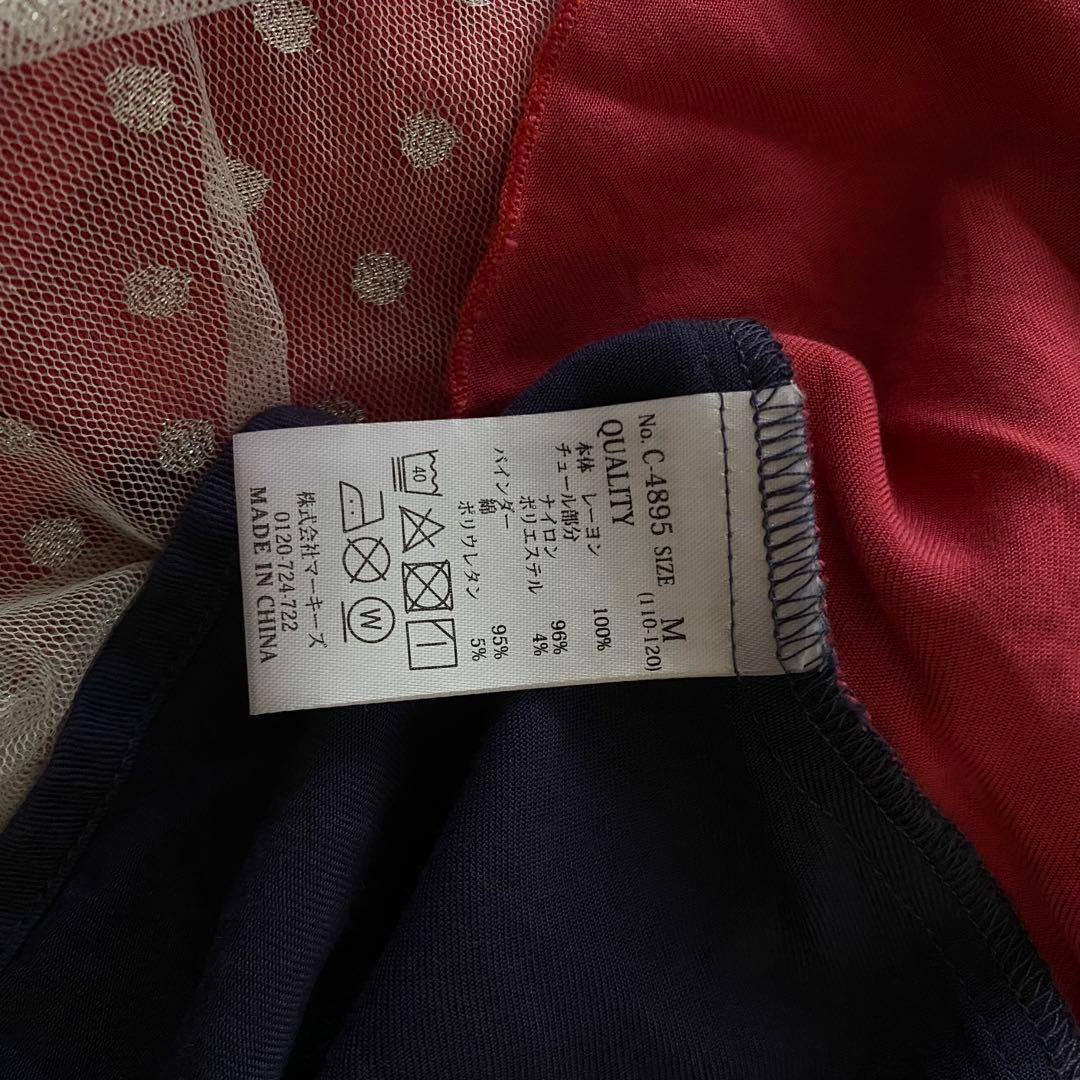 No. C-4895 SIZE M
(110-120)
QUALITY
本体 レーヨン 100%
チュール部分
ナイロン 96%
ポリエステル 4%
バインダー
綿 95%
ポリウレタン 5%
40
W
株式会社マーキーズ
0120-724-722
MADE IN CHINA